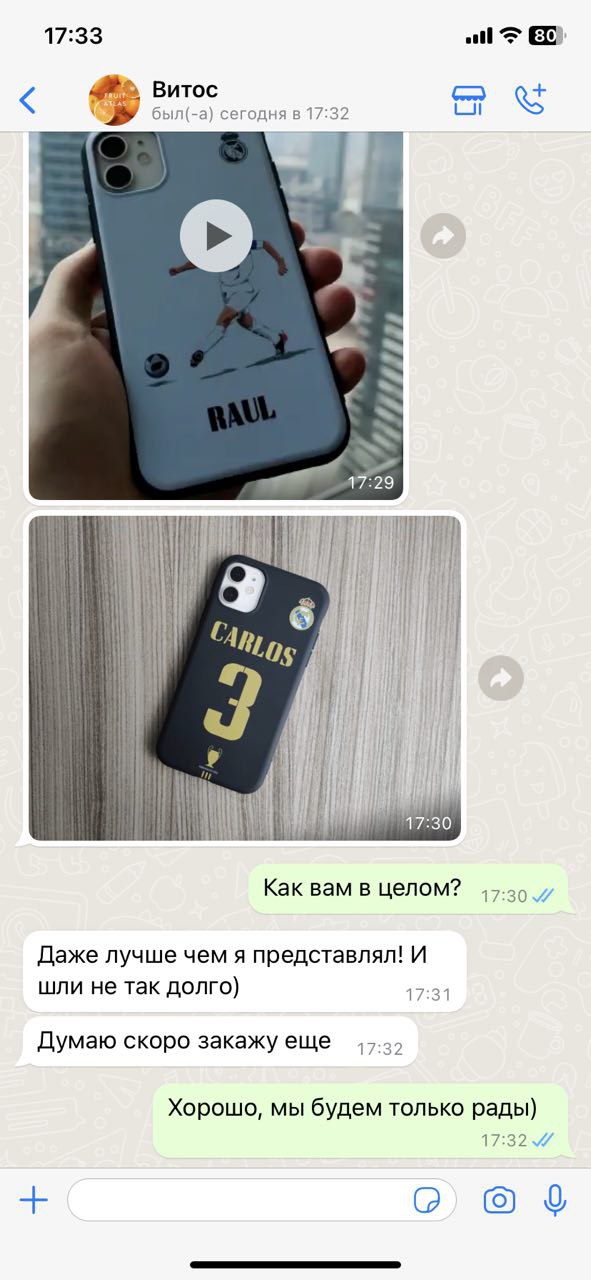 17:33
80
FRUIT
ATLAS
Витос
был(-а) сегодня в 17:32
RAUL
17:29
CARLOS
3
17:30
Как вам в целом?
17:30
Даже лучше чем я представлял! И
шли не так долго)
17:31
Думаю скоро закажу еще
17:32
Хорошо, мы будем только рады)
17:32